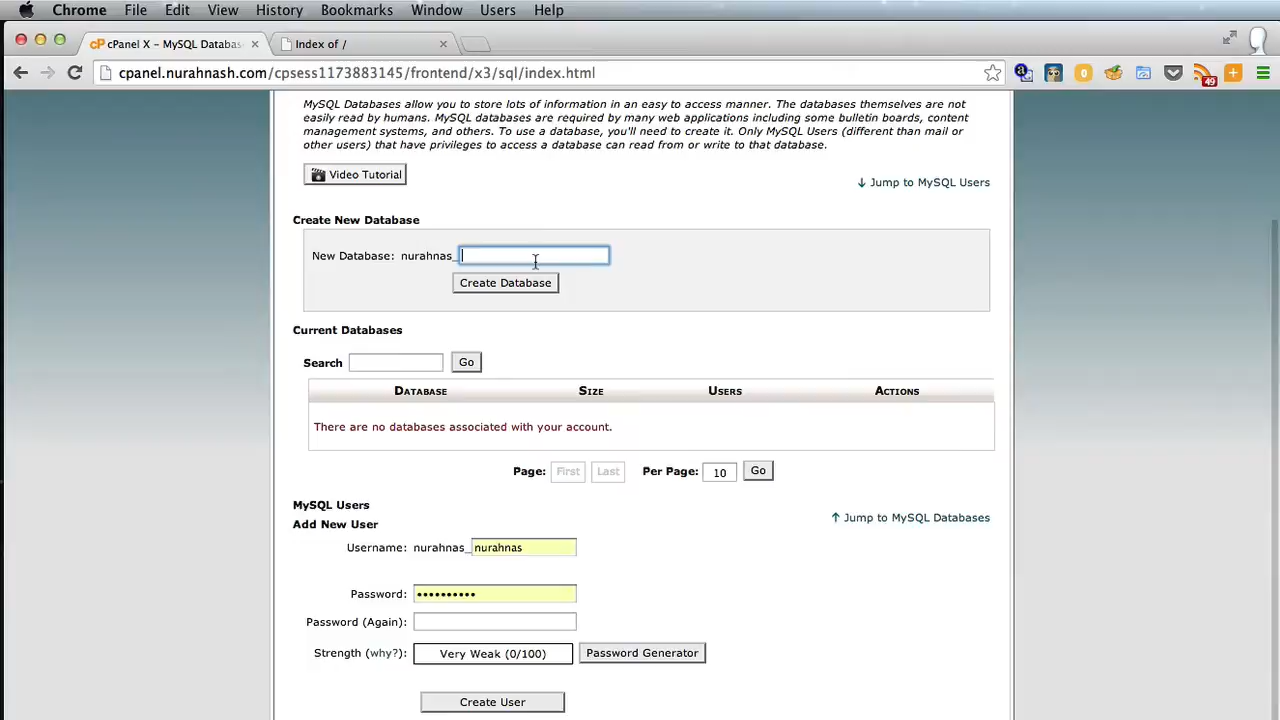 Chrome File Edit View History Bookmarks Window Users Help
cPanel X – MySQL Databas
Index of /
cpanel.nurahnash.com/cpsess1173883145/frontend/x3/sql/index.html
49
MySQL Databases allow you to store lots of information in an easy to access manner. The databases themselves are not
easily read by humans. MySQL databases are required by many web applications including some bulletin boards, content
management systems, and others. To use a database, you'll need to create it. Only MySQL Users (different than mail or
other users) that have privileges to access a database can read from or write to that database.
Video Tutorial
Jump to MySQL Users
Create New Database
New Database: nurahnas_
Create Database
Current Databases
Search Go
Database Size Users Actions
There are no databases associated with your account.
Page: First Last Per Page: 10 Go
MySQL Users
Jump to MySQL Databases
Add New User
Username: nurahnas_ nurahnas
Password: ••••••••••
Password (Again):
Strength (why?): Very Weak (0/100) Password Generator
Create User